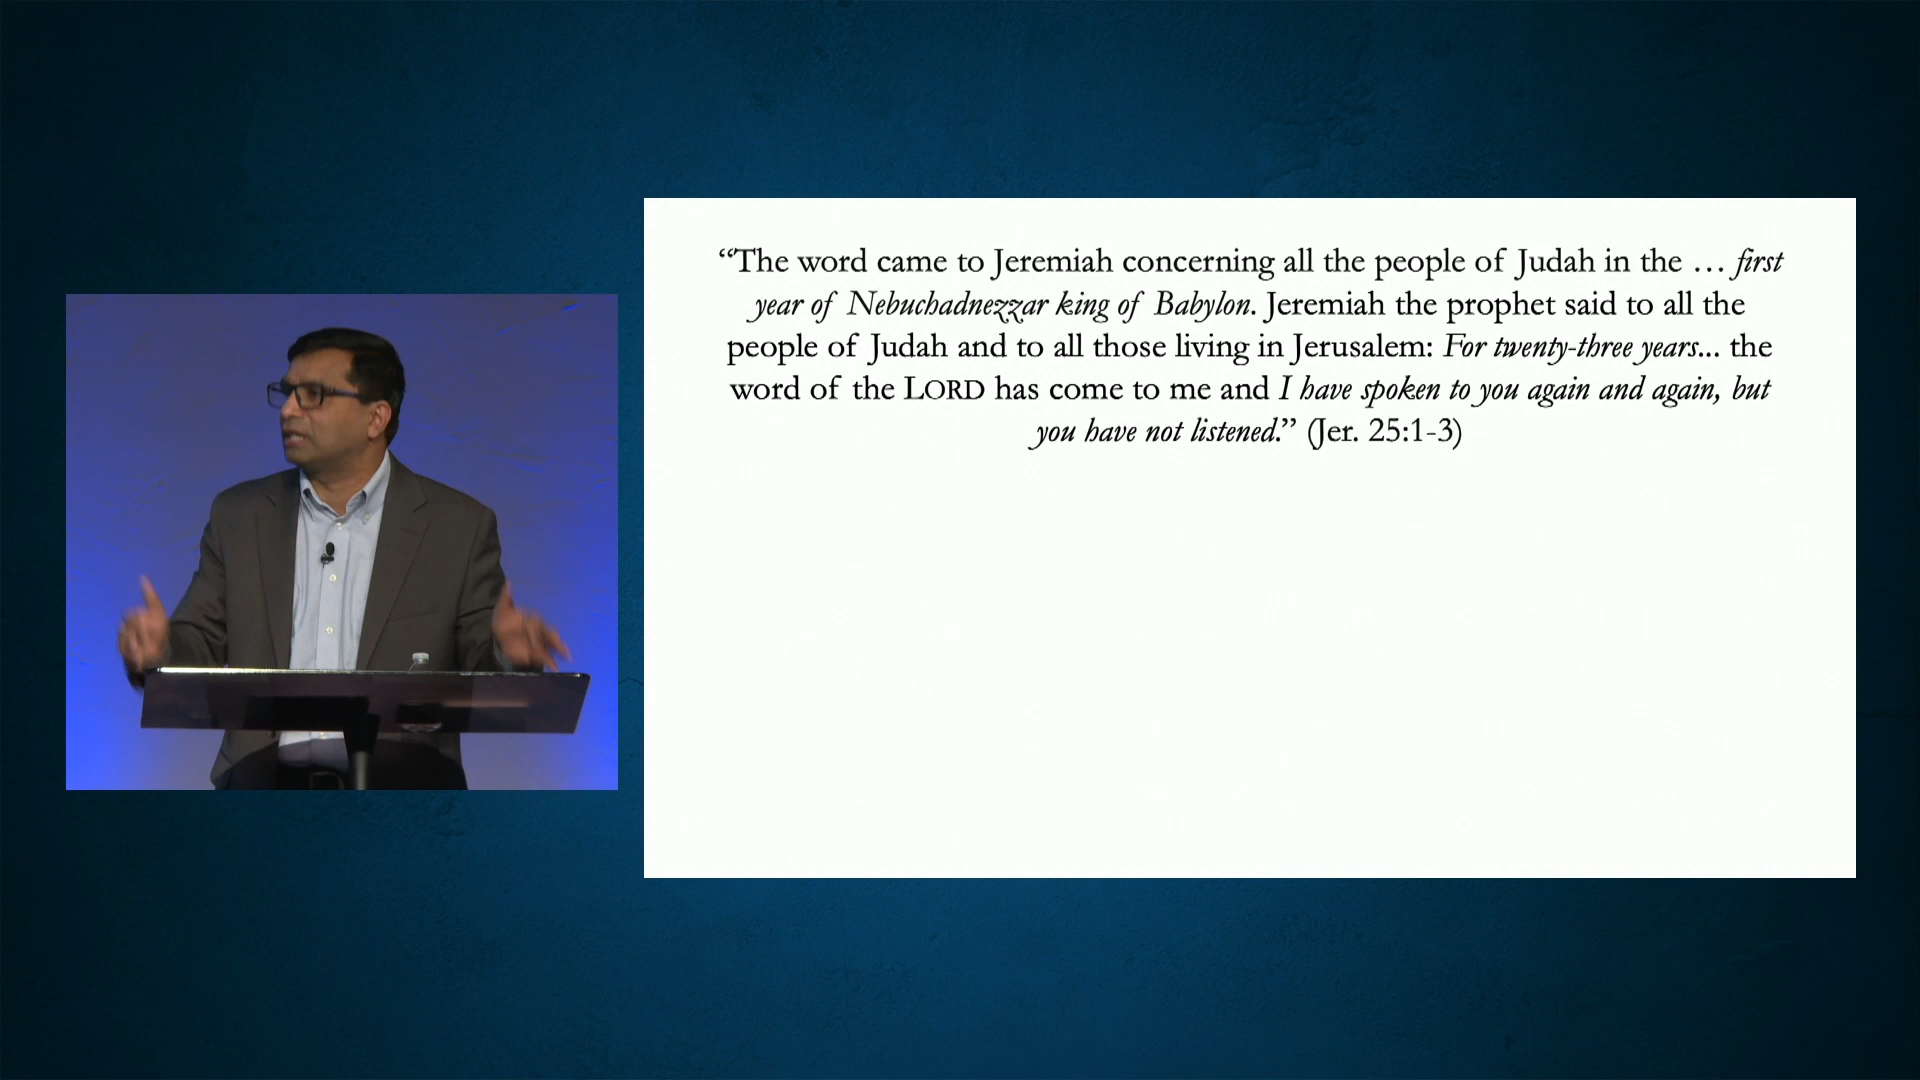 “The word came to Jeremiah concerning all the people of Judah in the … first
year of Nebuchadnezzar king of Babylon. Jeremiah the prophet said to all the
people of Judah and to all those living in Jerusalem: For twenty-three years... the
word of the LORD has come to me and I have spoken to you again and again, but
you have not listened.” (Jer. 25:1-3)